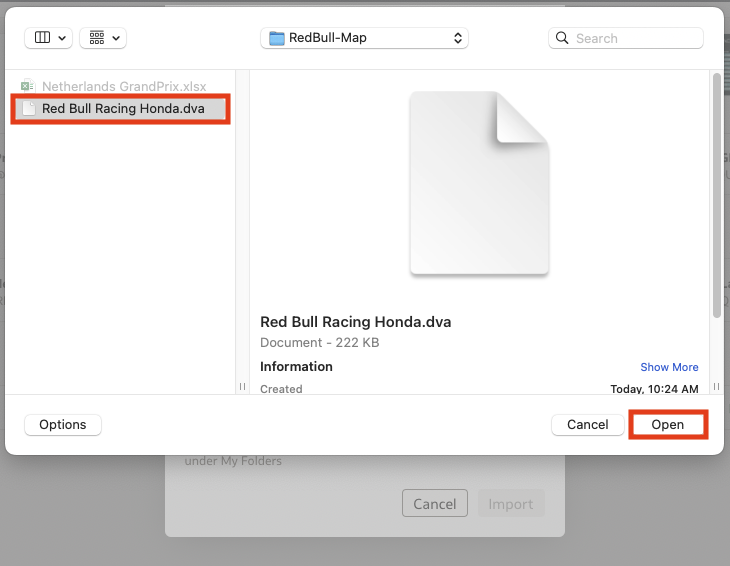 RedBull-Map
Search
Netherlands GrandPrix.xlsx
Red Bull Racing Honda.dva
Red Bull Racing Honda.dva
Document - 222 KB
Information
Show More
Created
Today, 10:24 AM
Options
Cancel
Open
under My Folders
Cancel
Import